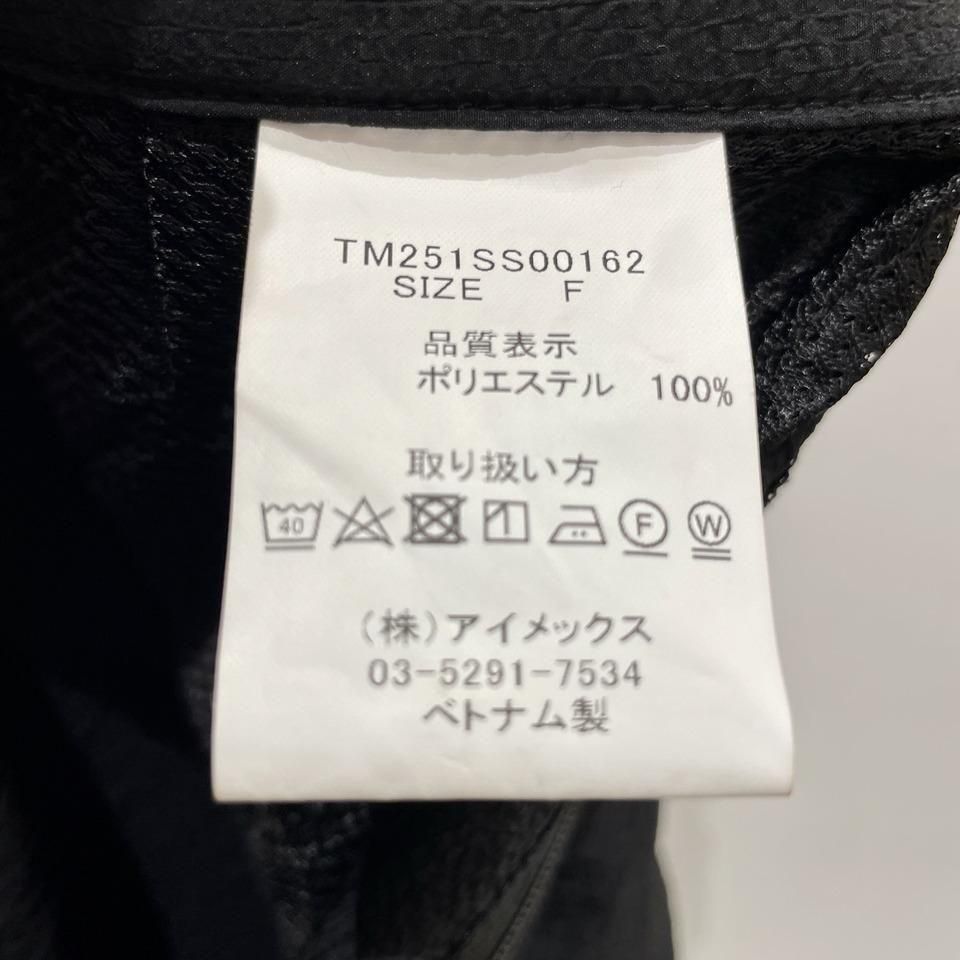 TM251SS00162
SIZE F
品質表示
ポリエステル 100%
取り扱い方
40 F W
(株)アイメックス
03-5291-7534
ベトナム製